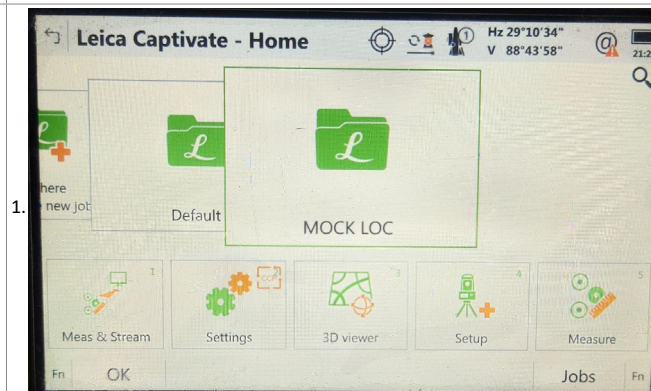 Leica Captivate - Home
1
Hz 29°10'34"
V 88°43'58"
@
21:2
1.
here
new job
Default
MOCK LOC
1
3
4
5
Meas & Stream
Settings
3D viewer
Setup
Measure
Fn
OK
Jobs
Fn